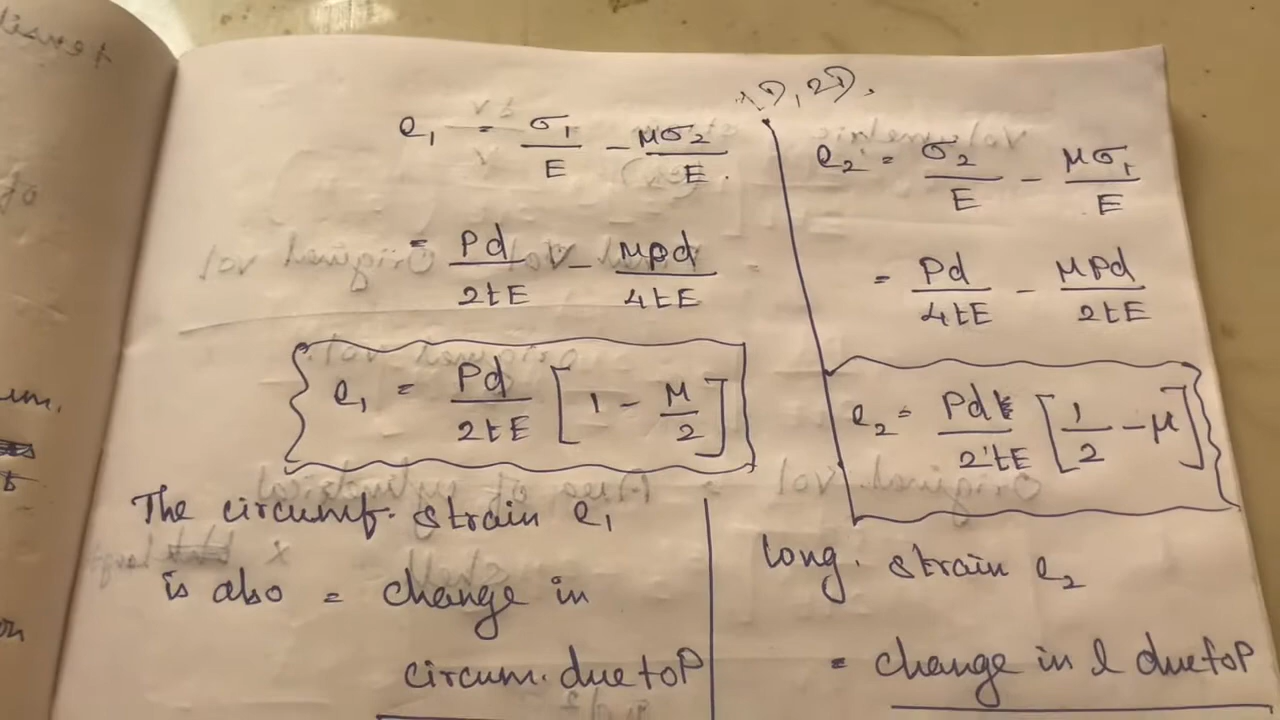 1D, 2D.
e₁ = σ₁/E - μσ₂/E.
= Pd/2tE - μpd/4tE
e₁ = Pd/2tE [1 - μ/2]
The circumf. strain e₁
is also = change in
circum. due to P
e₂ = σ₂/E - μσ₁/E
= Pd/4tE - μPd/2tE
e₂ = Pd/2tE [1/2 - μ]
long. strain e₂
= change in l due to P